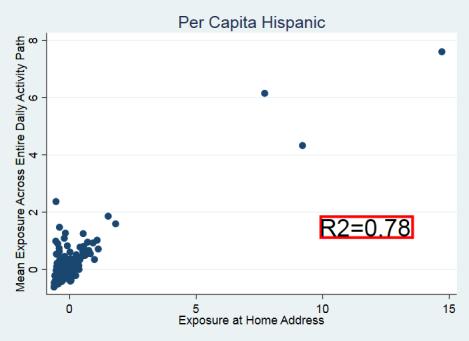 Per Capita Hispanic
Mean Exposure Across Entire Daily Activity Path
8
6
4
2
0
R2=0.78
0 5 10 15
Exposure at Home Address